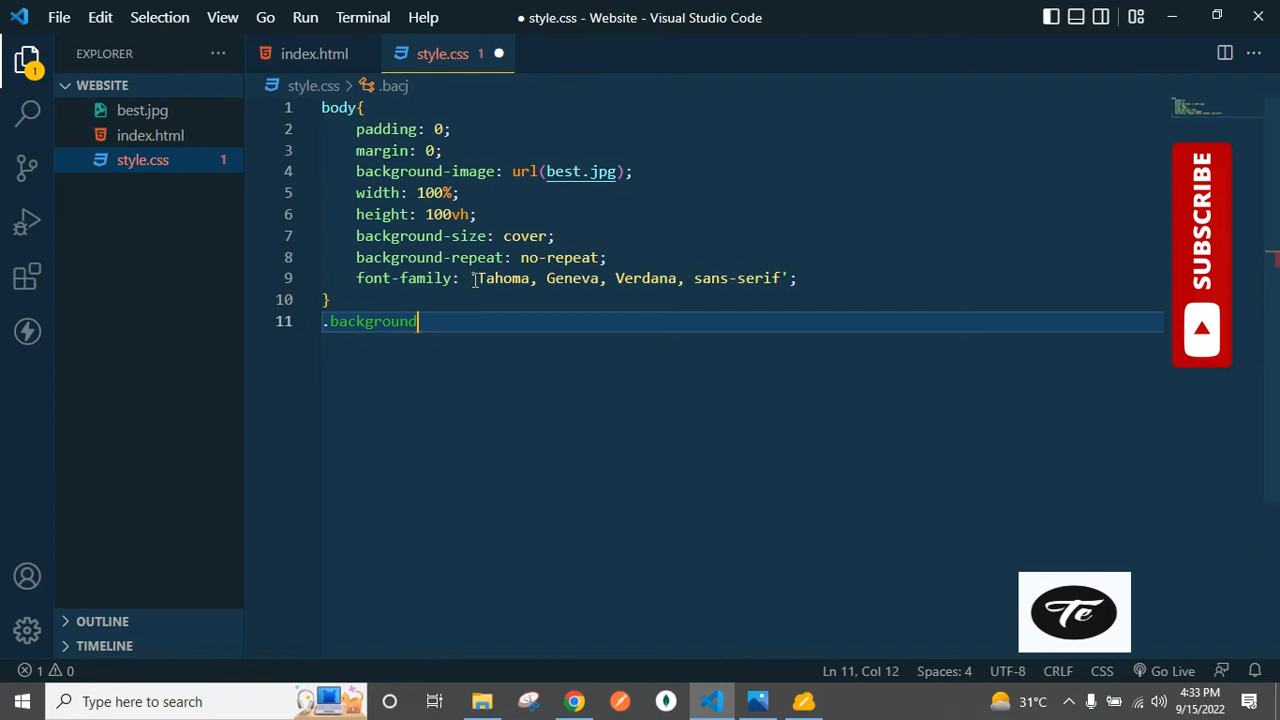 File Edit Selection View Go Run Terminal Help
● style.css - Website - Visual Studio Code
EXPLORER
1
WEBSITE
best.jpg
index.html
style.css 1
index.html
style.css 1
style.css > .bacj
1 body{
2 padding: 0;
3 margin: 0;
4 background-image: url(best.jpg);
5 width: 100%;
6 height: 100vh;
7 background-size: cover;
8 background-repeat: no-repeat;
9 font-family: 'Tahoma, Geneva, Verdana, sans-serif';
10 }
11 .background
SUBSCRIBE
Te
OUTLINE
TIMELINE
1 0
Ln 11, Col 12 Spaces: 4 UTF-8 CRLF CSS Go Live
Type here to search
31°C
4:33 PM
9/15/2022